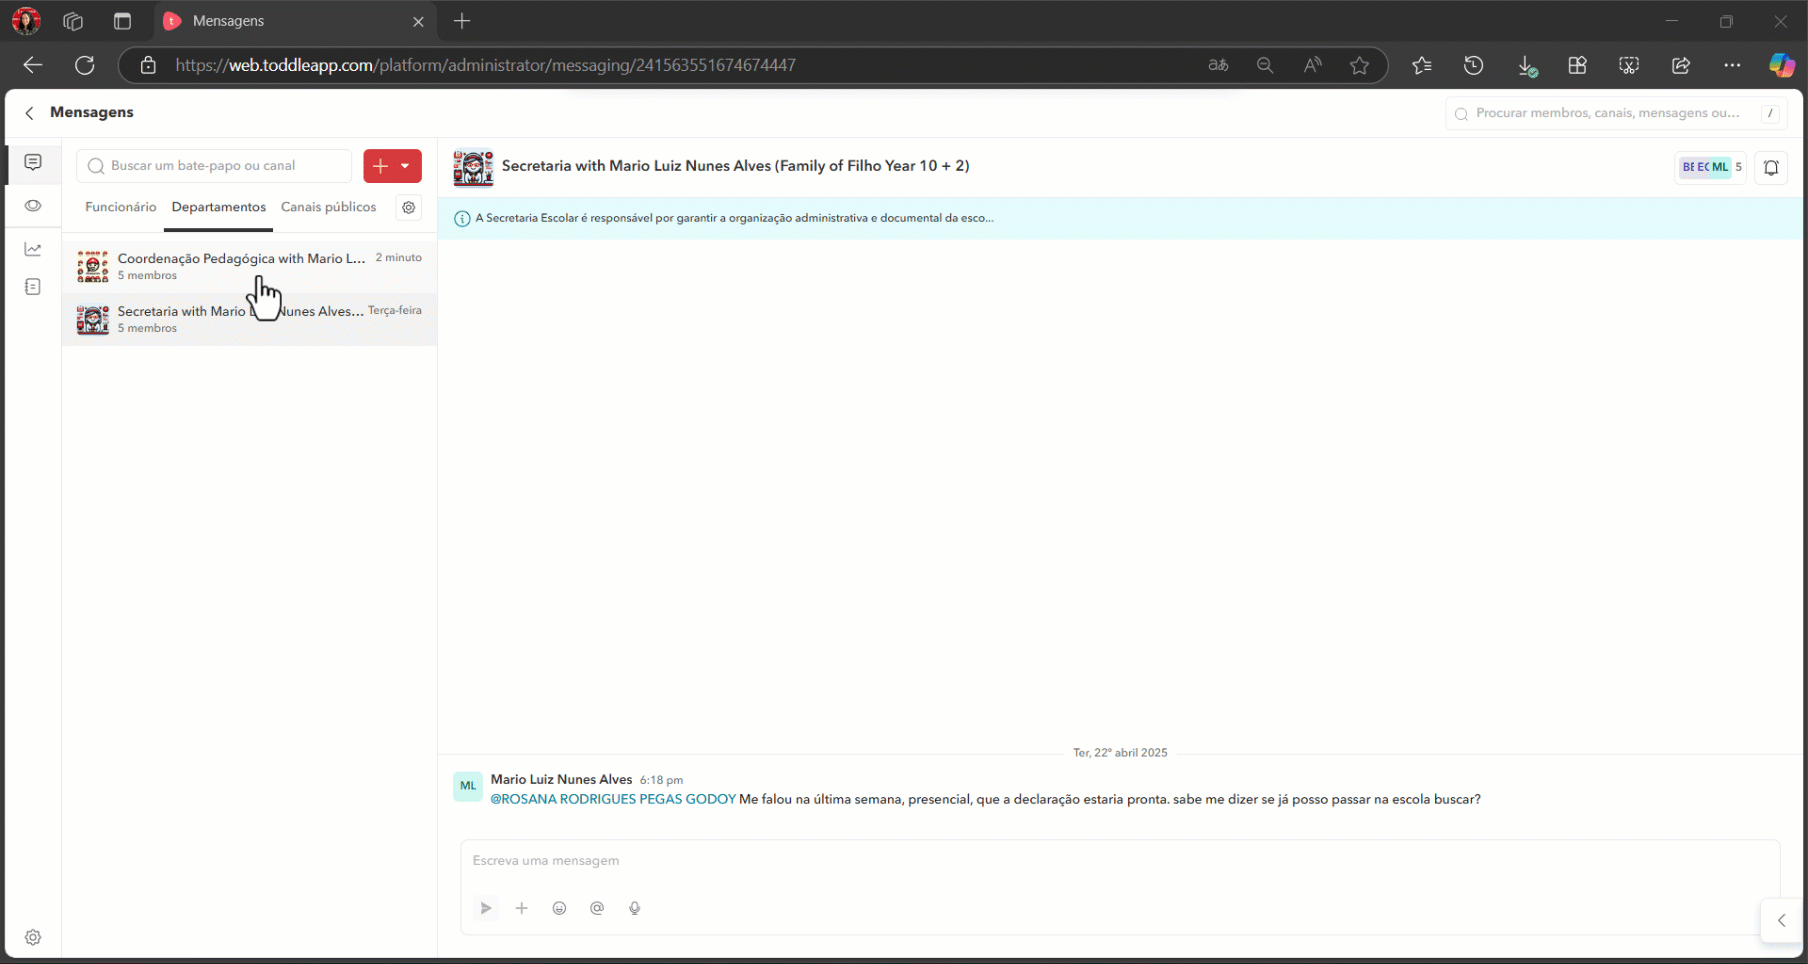 Mensagens
https://web.toddleapp.com/platform/administrator/messaging/241563551674674447
Mensagens
Procurar membros, canais, mensagens ou...
/
Buscar um bate-papo ou canal
Funcionário
Departamentos
Canais públicos
Coordenação Pedagógica with Mario L...
2 minuto
5 membros
Secretaria with Mario Nunes Alves...
Terça-feira
5 membros
Secretaria with Mario Luiz Nunes Alves (Family of Filho Year 10 + 2)
ML 5
A Secretaria Escolar é responsável por garantir a organização administrativa e documental da esco...
Ter, 22º abril 2025
ML
Mario Luiz Nunes Alves 6:18 pm
@ROSANA RODRIGUES PEGAS GODOY Me falou na última semana, presencial, que a declaração estaria pronta. sabe me dizer se já posso passar na escola buscar?
Escreva uma mensagem